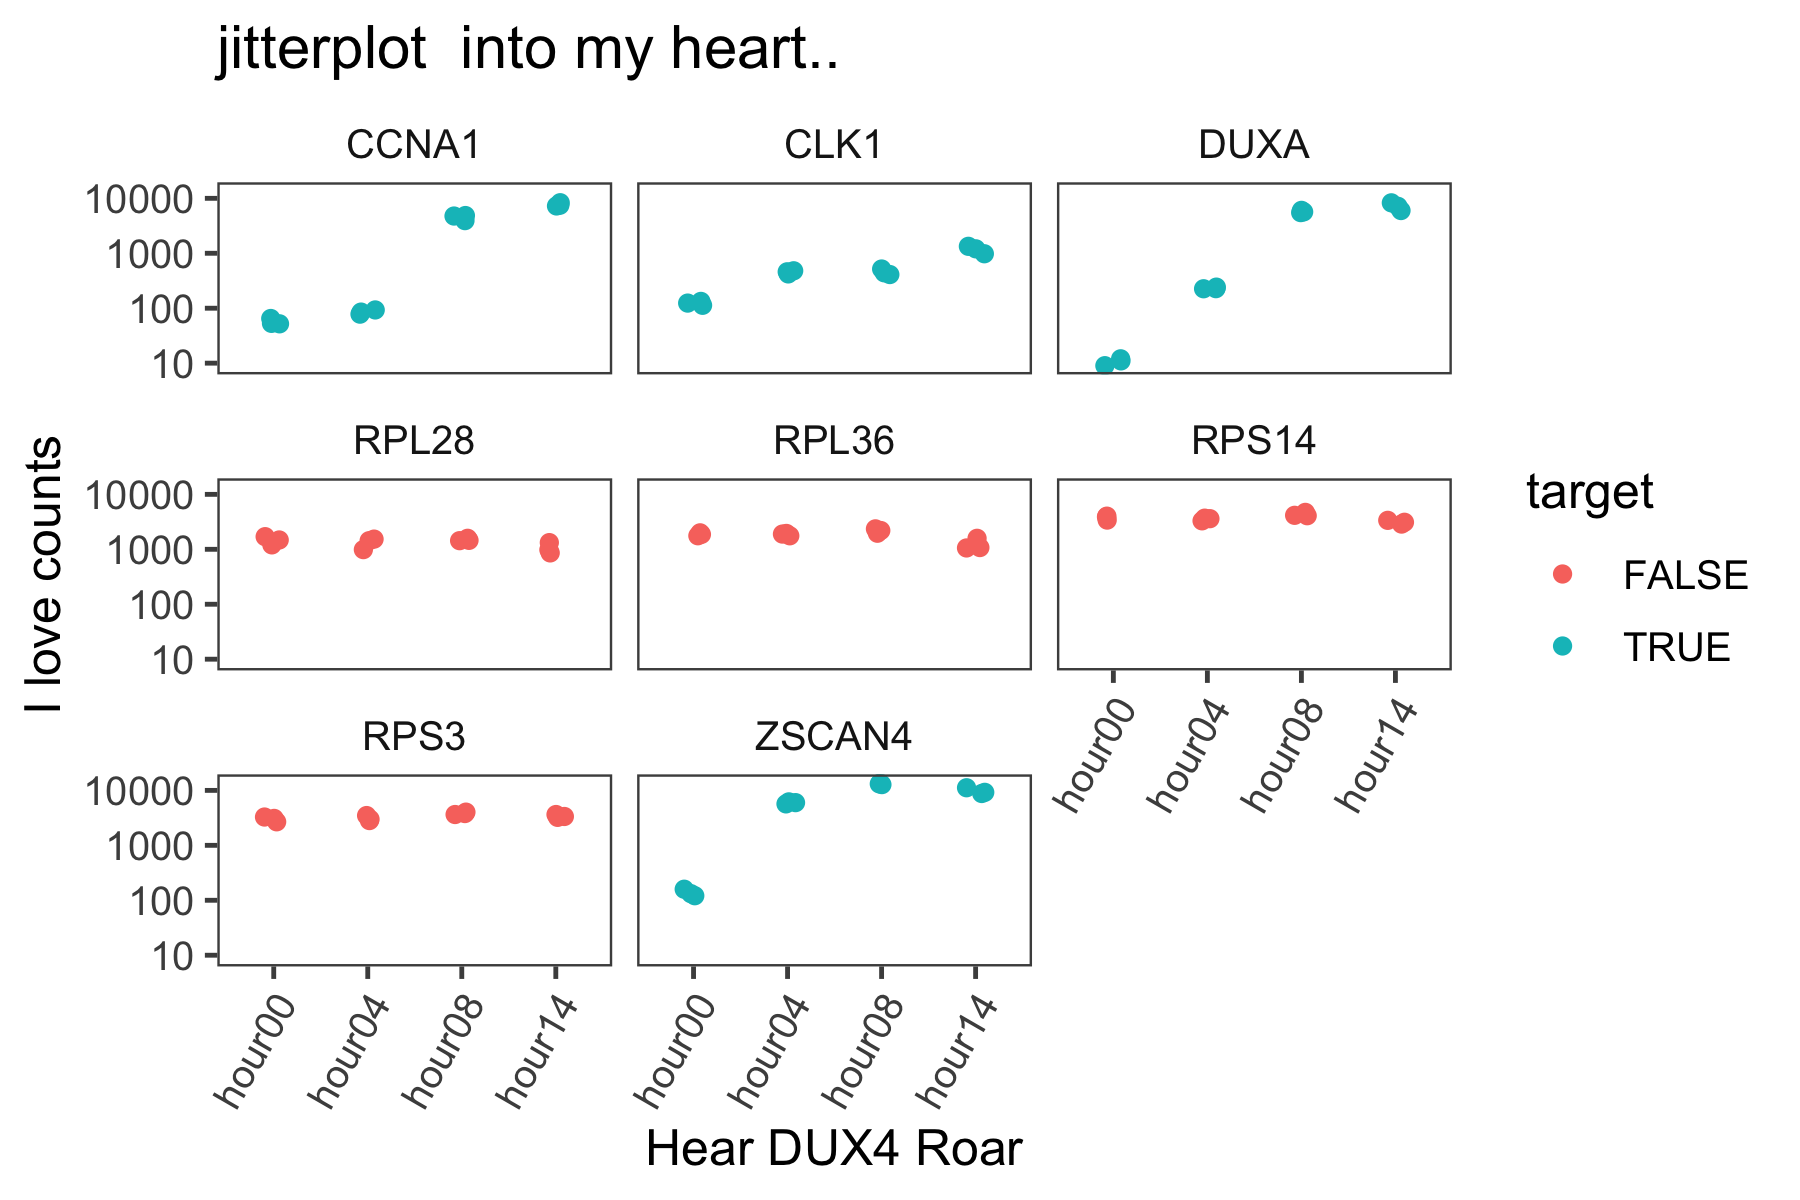 jitterplot  into my heart..
CCNA1
CLK1
DUXA
10000
1000
100
10
RPL28
RPL36
RPS14
10000
1000
100
10
hour00
hour04
hour08
hour14
RPS3
ZSCAN4
10000
1000
100
10
hour00
hour04
hour08
hour14
hour00
hour04
hour08
hour14
Hear DUX4 Roar
I love counts
target
FALSE
TRUE